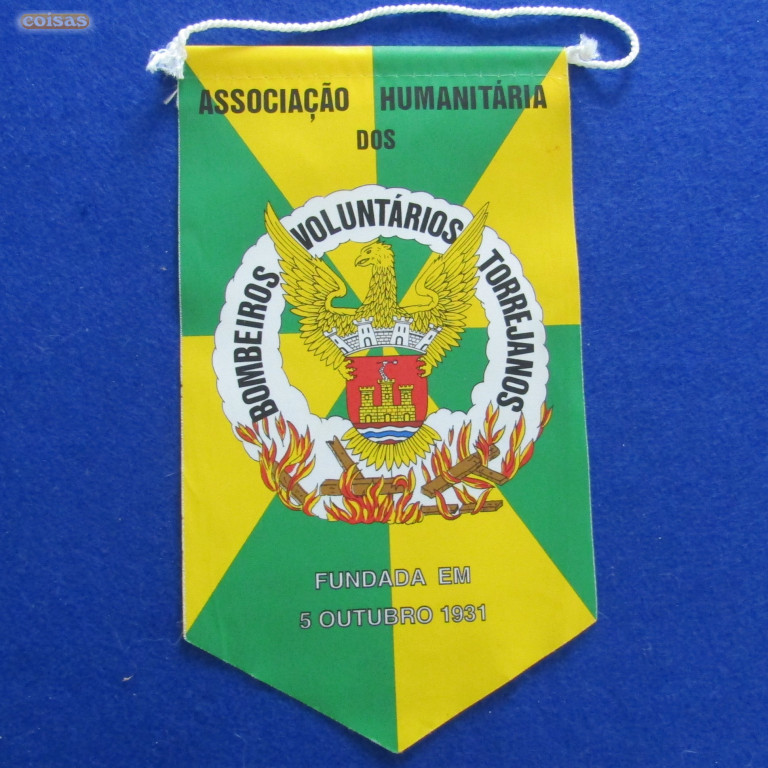 coisas
ASSOCIAÇÃO HUMANITÁRIA
DOS
BOMBEIROS VOLUNTÁRIOS TORREJANOS
FUNDADA EM
5 OUTUBRO 1931